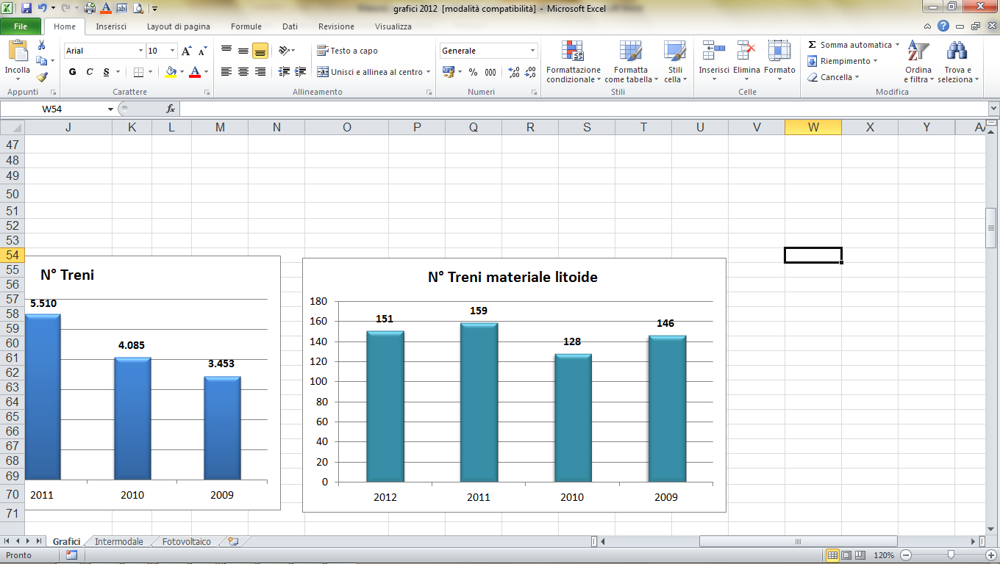 grafici 2012 [modalità compatibilità] - Microsoft Excel
File Home Inserisci Layout di pagina Formule Dati Revisione Visualizza
Incolla
Arial 10
G C S A
Testo a capo
Unisci e allinea al centro
Generale
% 000
Formattazione condizionale
Formatta come tabella
Stili cella
Inserisci Elimina Formato
Σ Somma automatica
Riempimento
Cancella
Ordina e filtra
Trova e seleziona
Appunti Carattere Allineamento Numeri Stili Celle Modifica
W54 fx
J K L M N O P Q R S T U V W X Y AA
47
48
49
50
51
52
53
54
55
56
57
58
59
60
61
62
63
64
65
66
67
68
69
70
71
N° Treni
5.510
4.085
3.453
2011 2010 2009
N° Treni materiale litoide
180
160
140
120
100
80
60
40
20
0
151
159
128
146
2012 2011 2010 2009
Grafici Intermodale Fotovoltaico
Pronto
120%